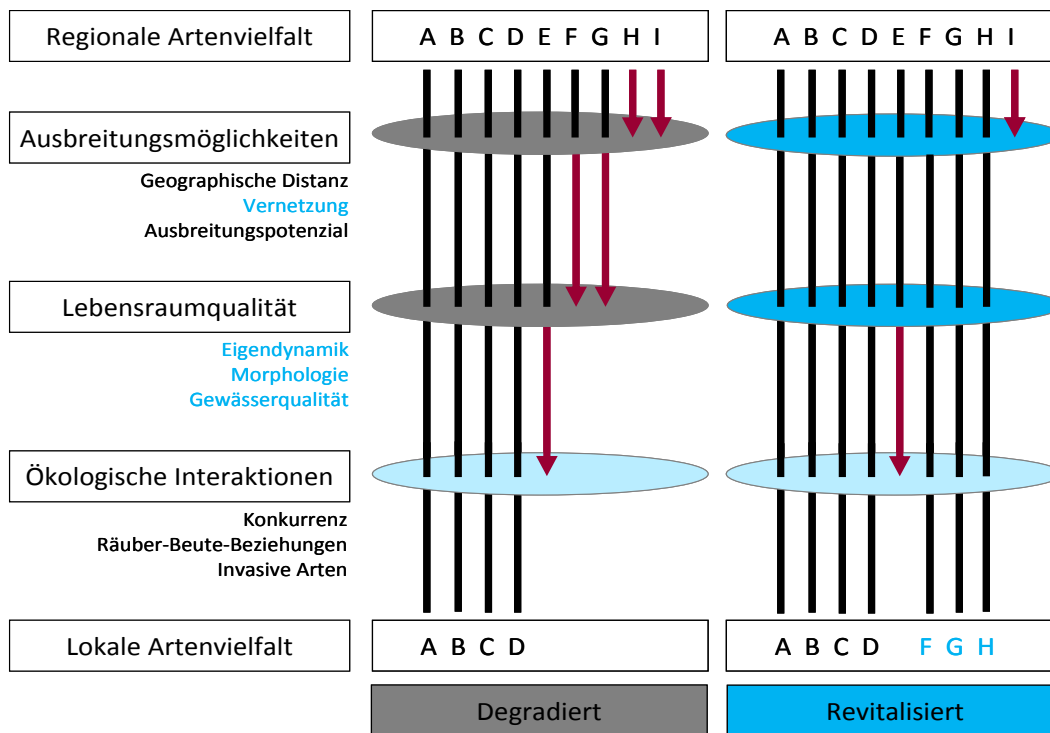 Regionale Artenvielfalt
A B C D E F G H I
A B C D E F G H I
Ausbreitungsmöglichkeiten
Geographische Distanz
Vernetzung
Ausbreitungspotenzial
Lebensraumqualität
Eigendynamik
Morphologie
Gewässerqualität
Ökologische Interaktionen
Konkurrenz
Räuber-Beute-Beziehungen
Invasive Arten
Lokale Artenvielfalt
A B C D
A B C D F G H
Degradiert
Revitalisiert